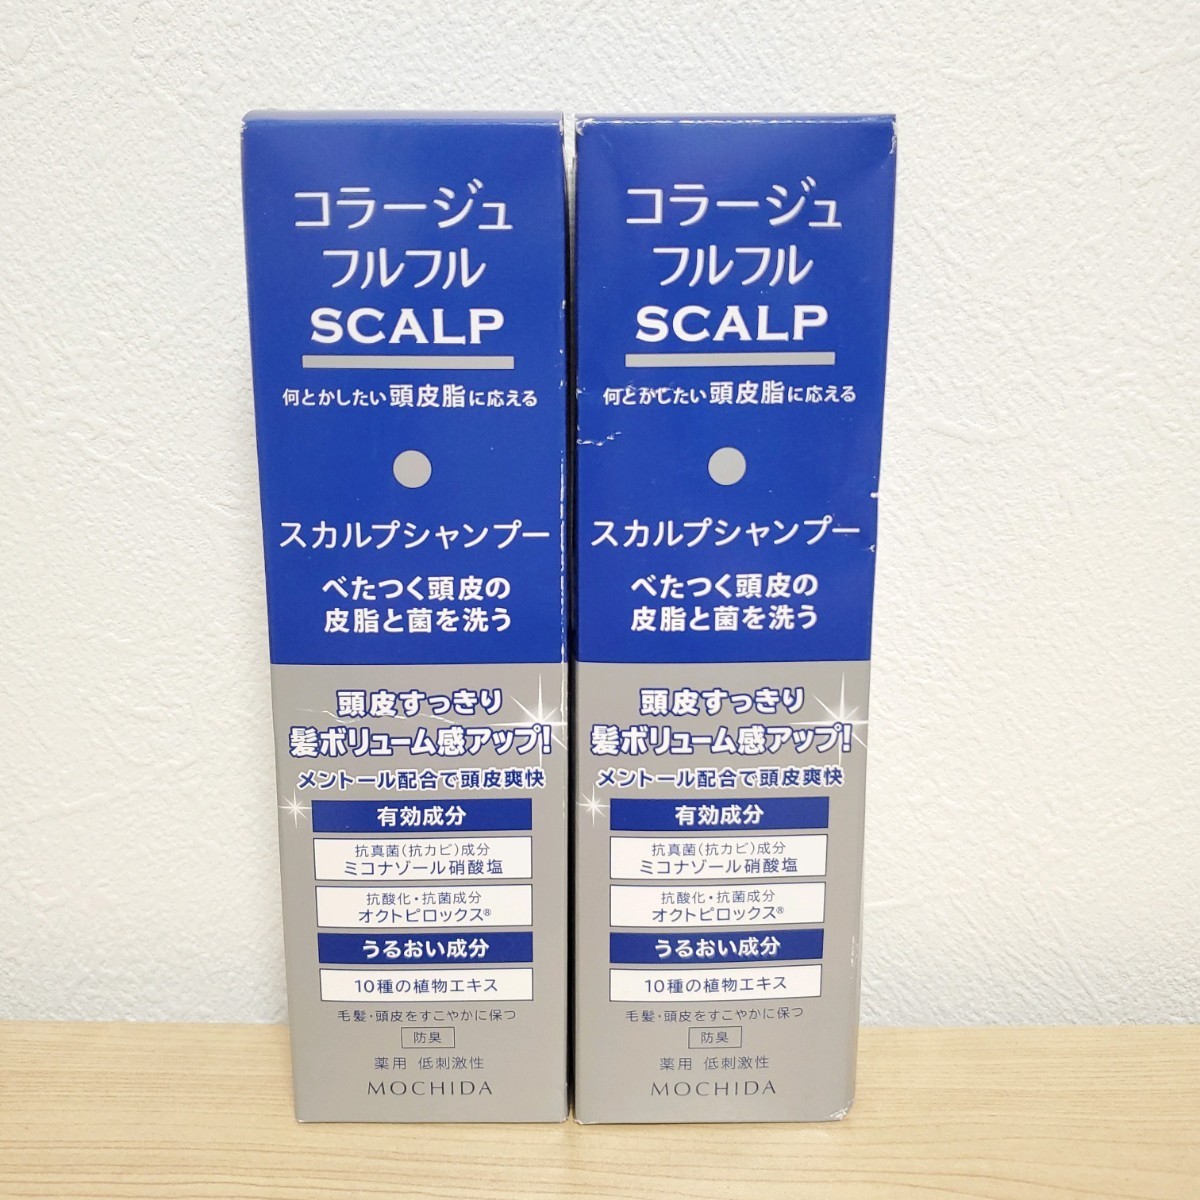 コラージュ
フルフル
SCALP
何とかしたい頭皮脂に応える
スカルプシャンプー
べたつく頭皮の
皮脂と菌を洗う
頭皮すっきり
髪ボリューム感アップ!
メントール配合で頭皮爽快
有効成分
抗真菌(抗カビ)成分
ミコナゾール硝酸塩
抗酸化・抗菌成分
オクトピロックス®
うるおい成分
10種の植物エキス
毛髪・頭皮をすこやかに保つ
防臭
薬用 低刺激性
MOCHIDA
コラージュ
フルフル
SCALP
何とかしたい頭皮脂に応える
スカルプシャンプー
べたつく頭皮の
皮脂と菌を洗う
頭皮すっきり
髪ボリューム感アップ!
メントール配合で頭皮爽快
有効成分
抗真菌(抗カビ)成分
ミコナゾール硝酸塩
抗酸化・抗菌成分
オクトピロックス®
うるおい成分
10種の植物エキス
毛髪・頭皮をすこやかに保つ
防臭
薬用 低刺激性
MOCHIDA